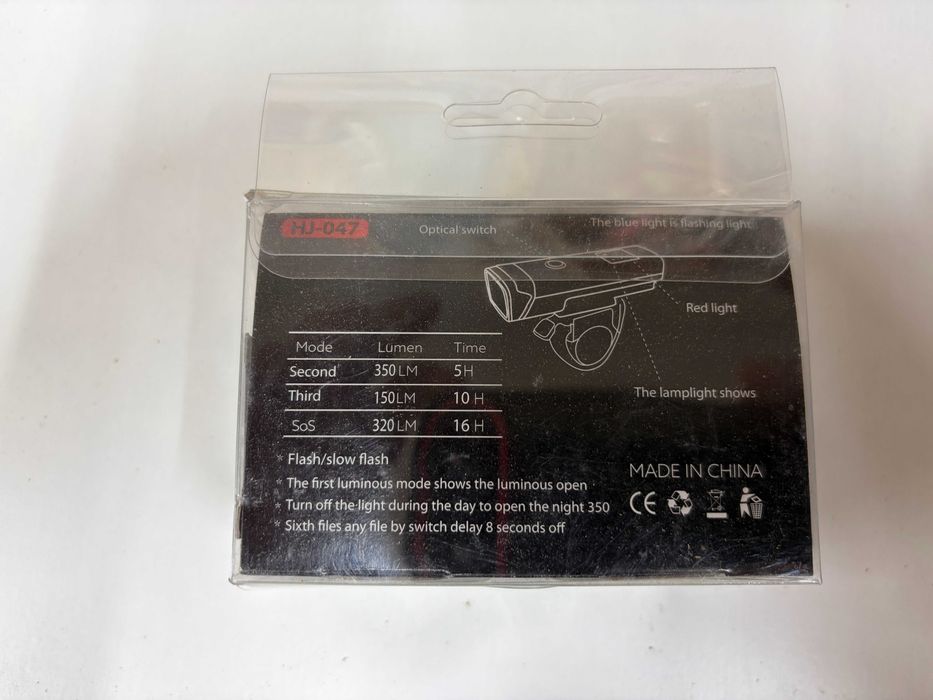 HJ-047
Optical switch
The blue light is flashing light
Red light
The lamplight shows
Mode Lumen Time
Second 350LM 5H
Third 150LM 10 H
SoS 320LM 16 H
* Flash/slow flash
* The first luminous mode shows the luminous open
* Turn off the light during the day to open the night 350
* Sixth files any file by switch delay 8 seconds off
MADE IN CHINA
CE